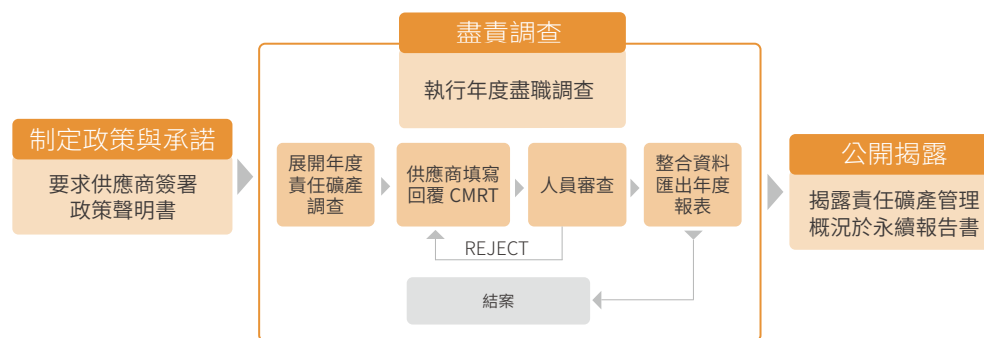 制定政策與承諾
要求供應商簽署
政策聲明書
盡責調查
執行年度盡職調查
展開年度
責任礦產
調查
供應商填寫
回覆 CMRT
人員審查
整合資料
匯出年度
報表
REJECT
結案
公開揭露
揭露責任礦產管理
概況於永續報告書